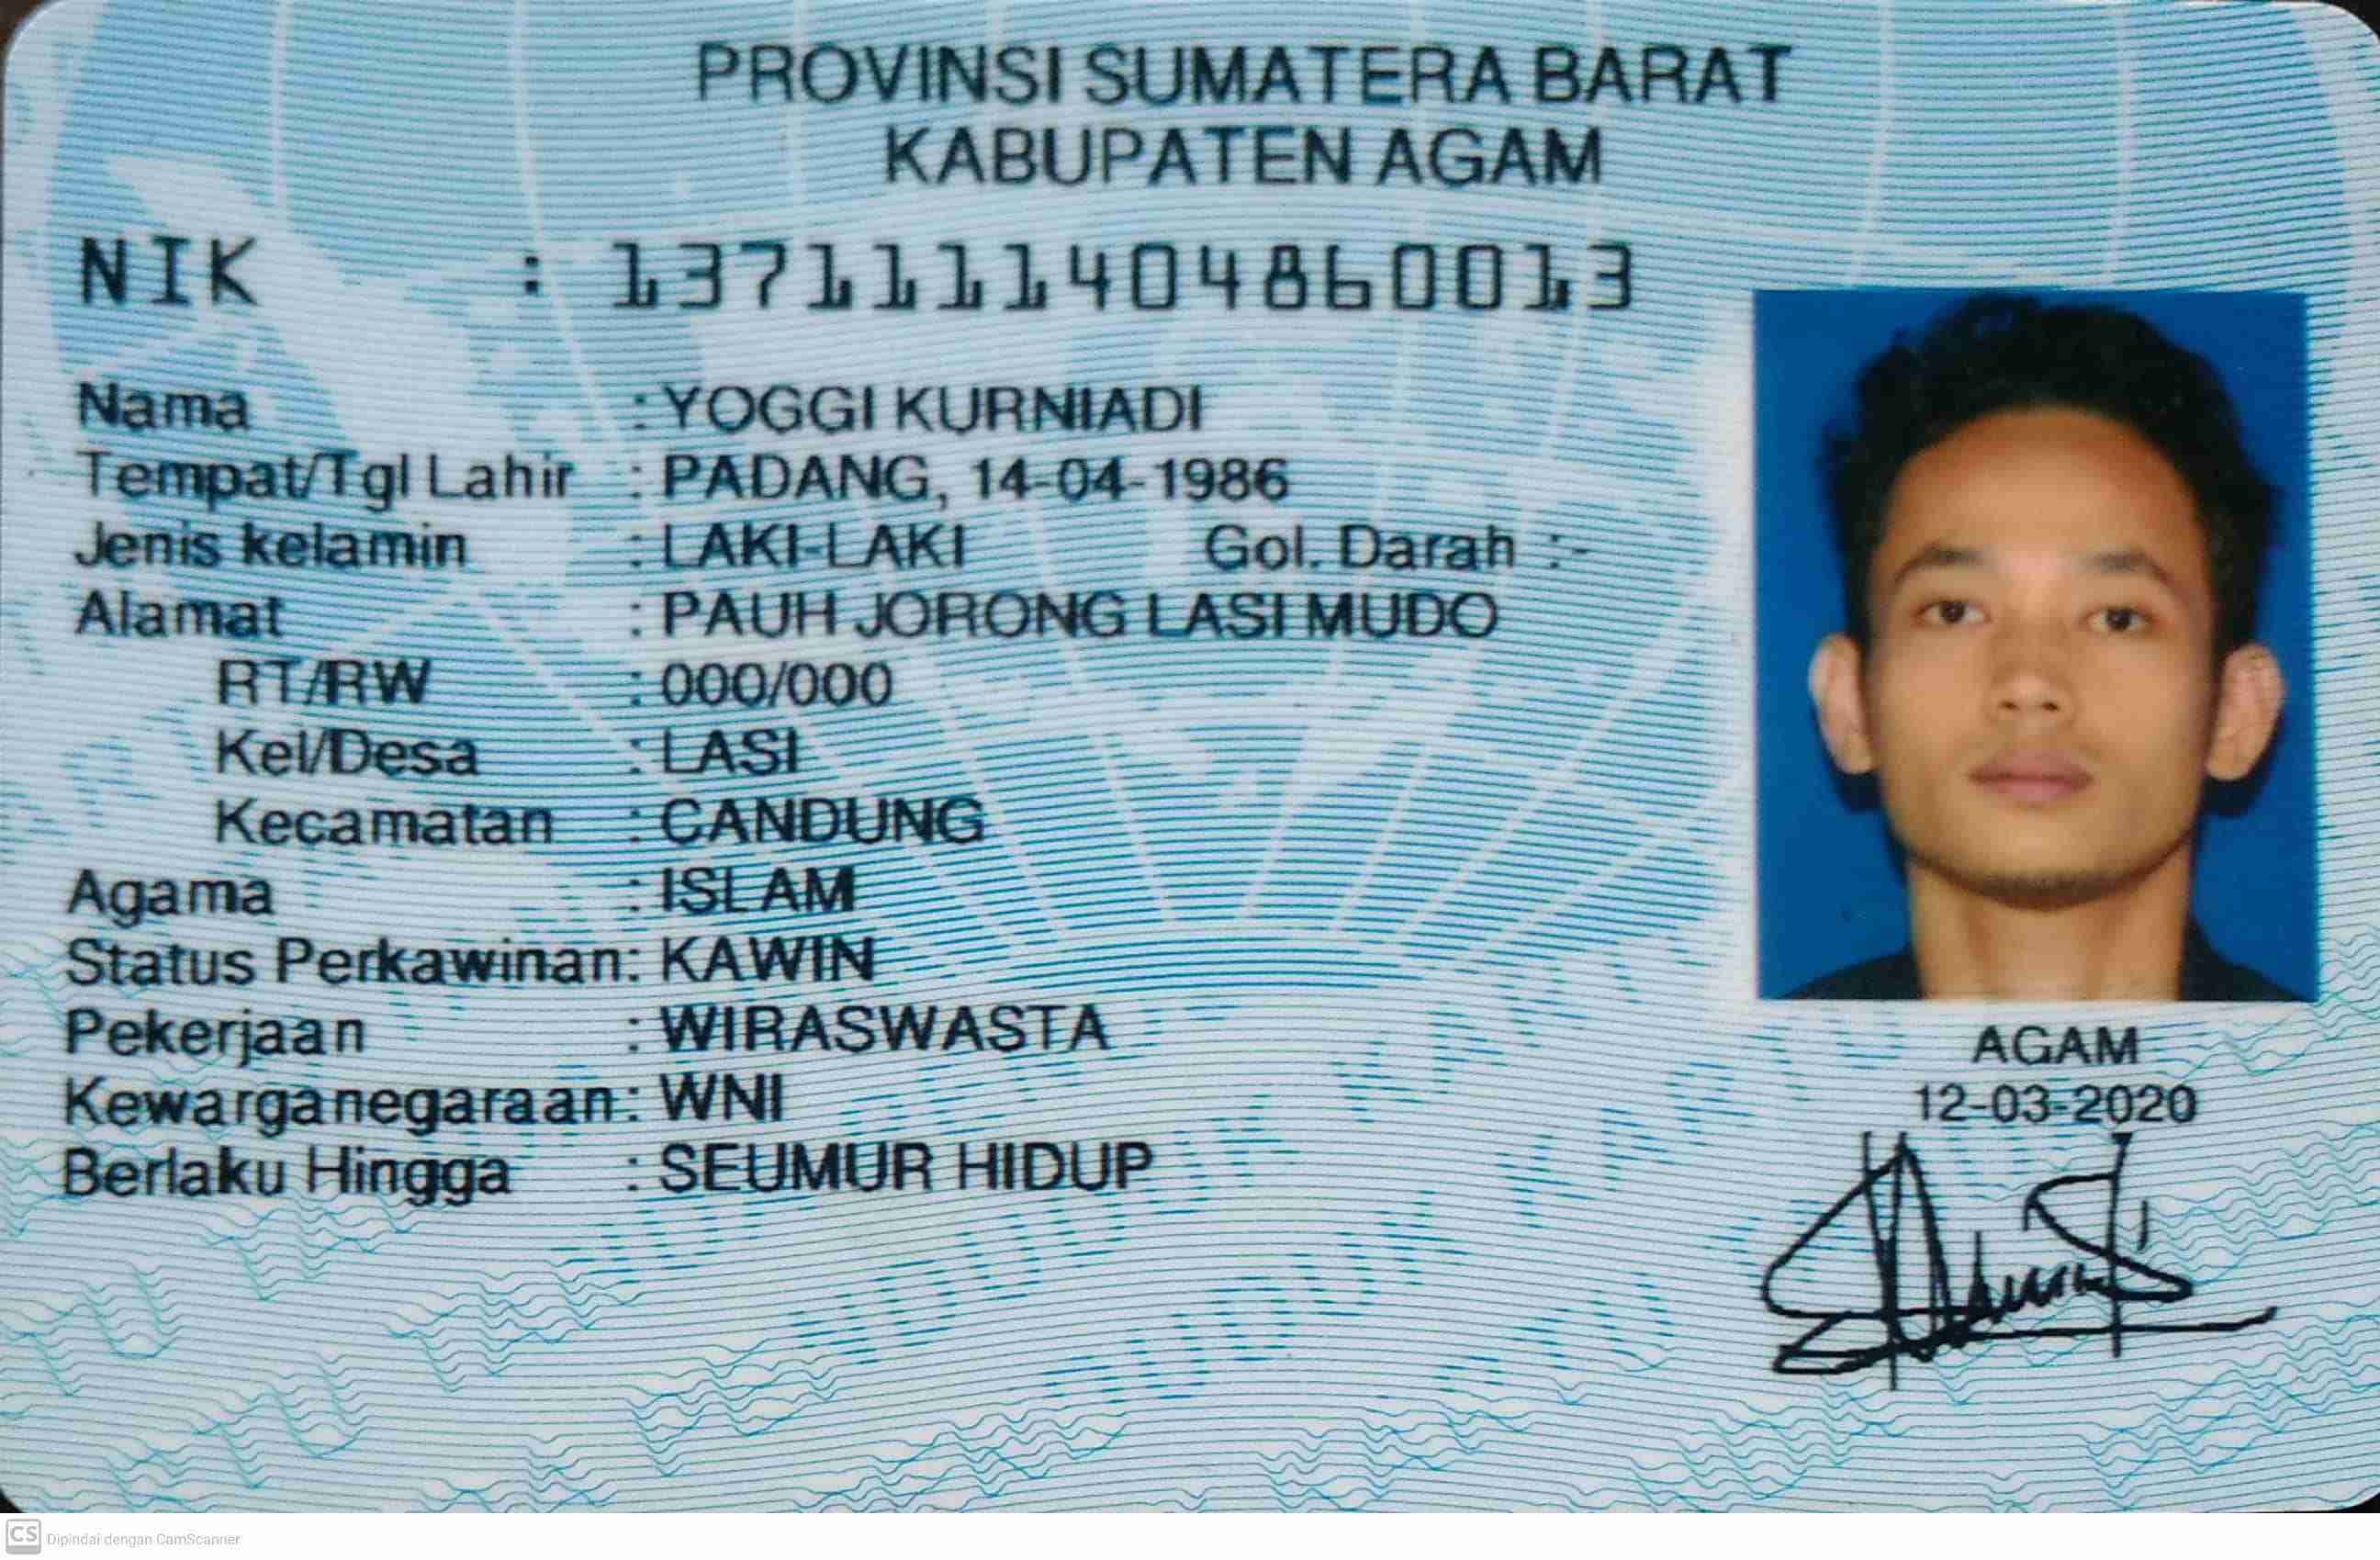 PROVINSI SUMATERA BARAT
KABUPATEN AGAM
NIK : 1371111404860013
Nama : YOGGI KURNIADI
Tempat/Tgl Lahir : PADANG, 14-04-1986
Jenis kelamin : LAKI-LAKI Gol. Darah :-
Alamat : PAUH JORONG LASI MUDO
RT/RW : 000/000
Kel/Desa : LASI
Kecamatan : CANDUNG
Agama : ISLAM
Status Perkawinan: KAWIN
Pekerjaan : WIRASWASTA
Kewarganegaraan: WNI
Berlaku Hingga : SEUMUR HIDUP
AGAM
12-03-2020
CS Dipindai dengan CamScanner